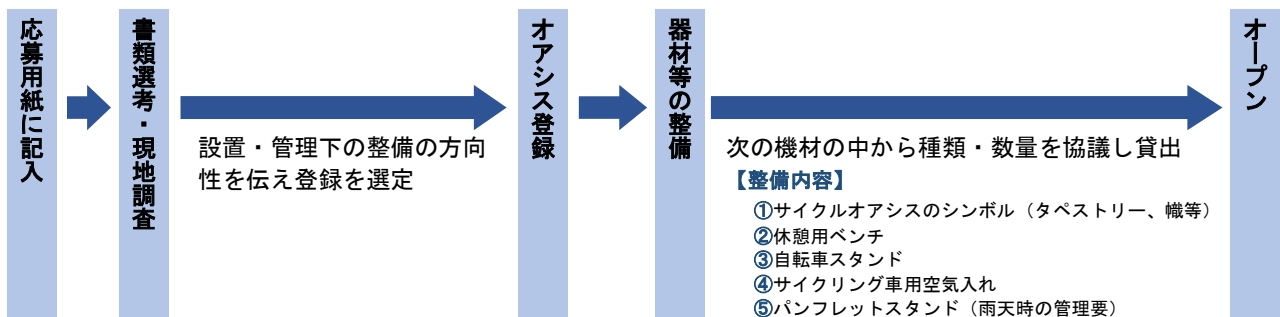 応募用紙に記入
書類選考・現地調査
設置・管理下の整備の方向
性を伝え登録を選定
オアシス登録
器材等の整備
次の機材の中から種類・数量を協議し貸出
【整備内容】
①サイクルオアシスのシンボル（タペストリー、幟等）
②休憩用ベンチ
③自転車スタンド
④サイクリング車用空気入れ
⑤パンフレットスタンド（雨天時の管理要）
オープン